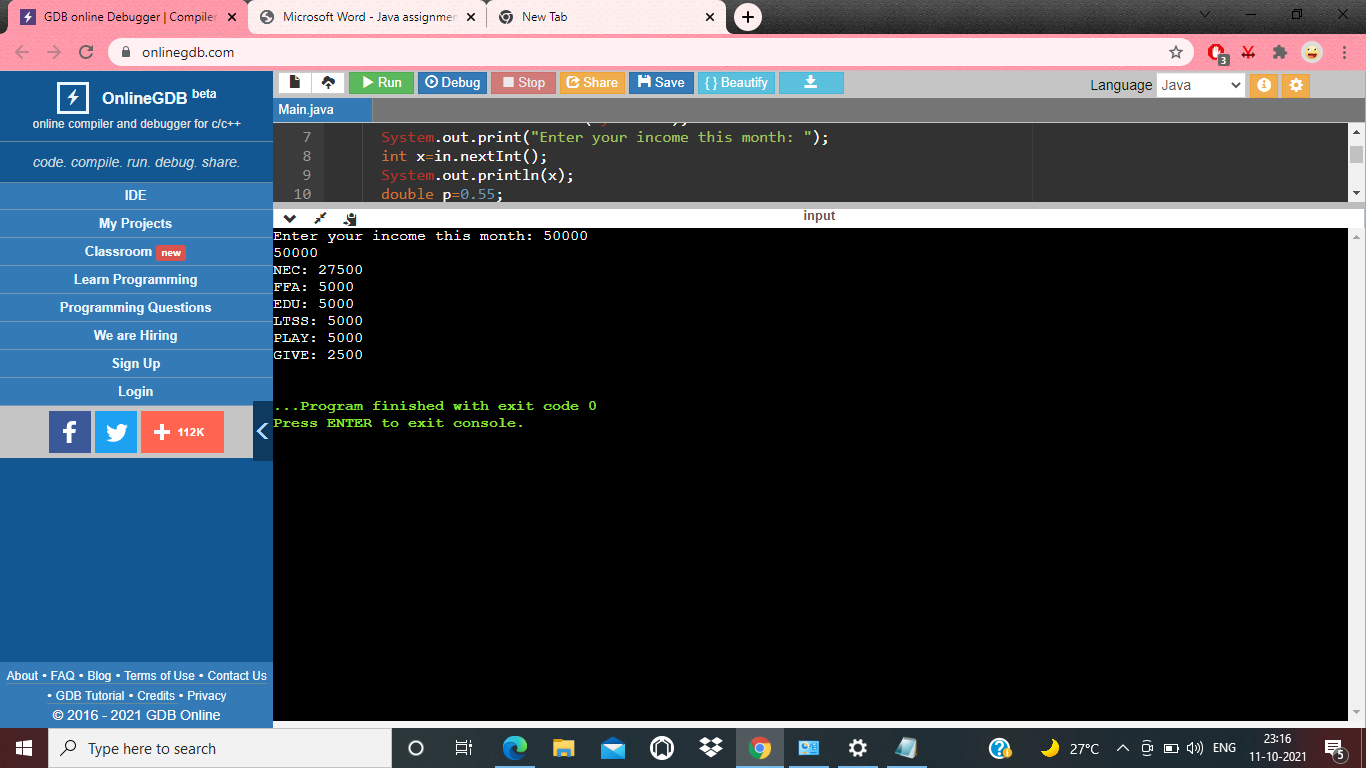 GDB online Debugger | Compiler
Microsoft Word - Java assignmen
New Tab
onlinegdb.com
3
OnlineGDB beta
online compiler and debugger for c/c++
code. compile. run. debug. share.
IDE
My Projects
Classroom new
Learn Programming
Programming Questions
We are Hiring
Sign Up
Login
f
112K
About • FAQ • Blog • Terms of Use • Contact Us
• GDB Tutorial • Credits • Privacy
© 2016 - 2021 GDB Online
Run Debug Stop Share Save { } Beautify
Language Java
Main.java
7 System.out.print("Enter your income this month: ");
8 int x=in.nextInt();
9 System.out.println(x);
10 double p=0.55;
input
Enter your income this month: 50000
50000
NEC: 27500
FFA: 5000
EDU: 5000
LTSS: 5000
PLAY: 5000
GIVE: 2500
...Program finished with exit code 0
Press ENTER to exit console.
Type here to search
27°C
ENG
23:16
11-10-2021
5